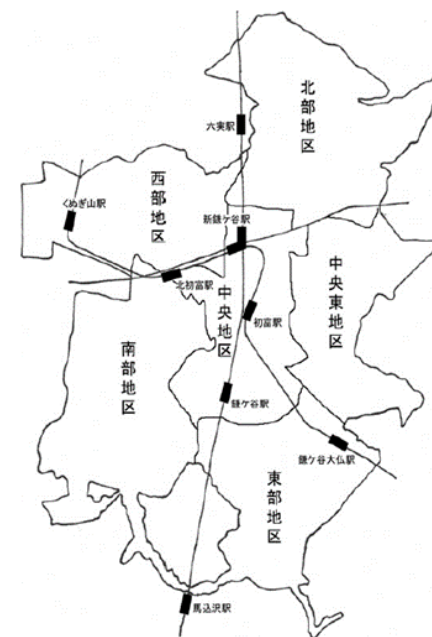 北部地区
六実駅
西部地区
くぬぎ山駅
新鎌ケ谷駅
北初富駅
中央地区
初富駅
中央東地区
南部地区
鎌ケ谷駅
鎌ケ谷大仏駅
東部地区
馬込沢駅